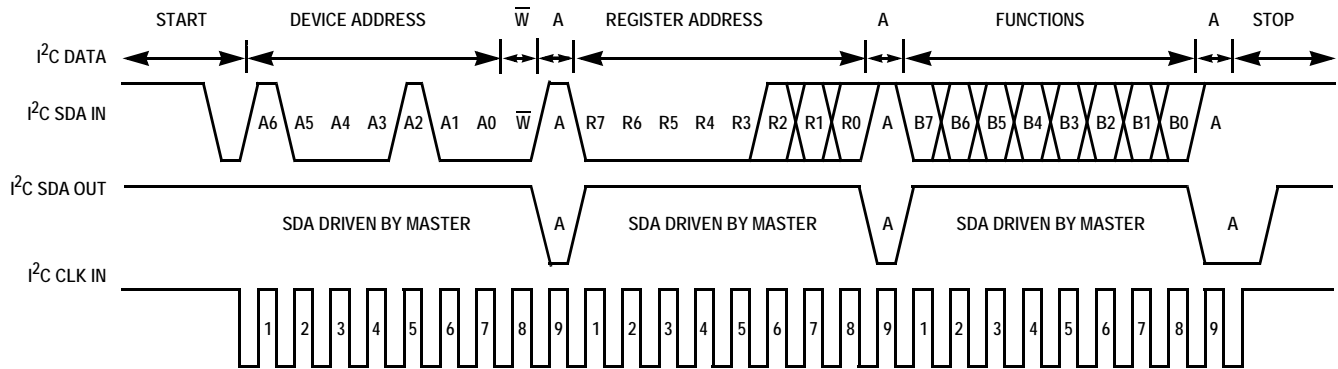 START DEVICE ADDRESS W̅ A REGISTER ADDRESS A FUNCTIONS A STOP
I²C DATA
I²C SDA IN A6 A5 A4 A3 A2 A1 A0 W̅ A R7 R6 R5 R4 R3 R2 R1 R0 A B7 B6 B5 B4 B3 B2 B1 B0 A
I²C SDA OUT
SDA DRIVEN BY MASTER A SDA DRIVEN BY MASTER A SDA DRIVEN BY MASTER A
I²C CLK IN
1 2 3 4 5 6 7 8 9 1 2 3 4 5 6 7 8 9 1 2 3 4 5 6 7 8 9